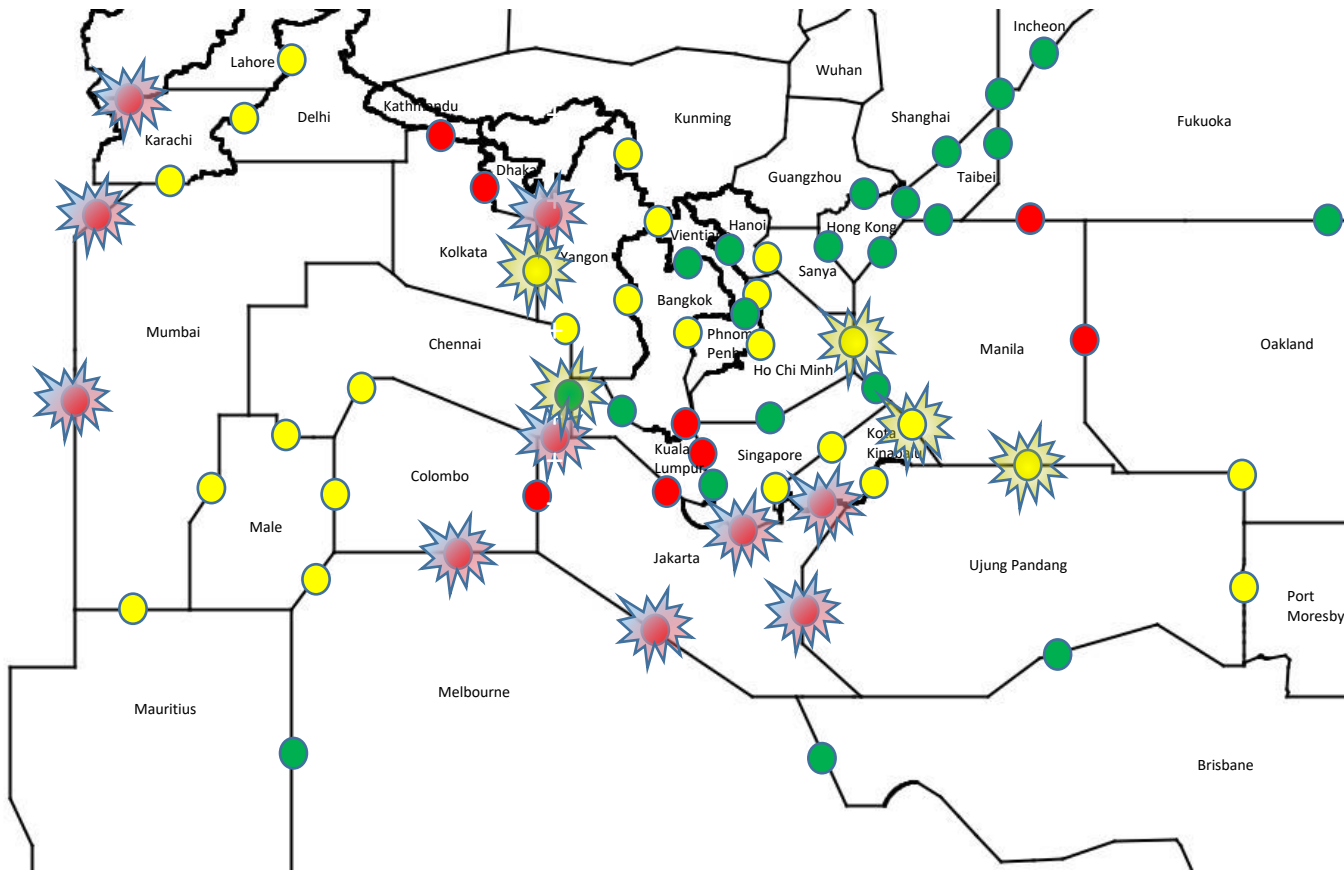 Incheon
Lahore
Wuhan
Kathmandu
Delhi
Kunming
Shanghai
Fukuoka
Karachi
Dhaka
Guangzhou
Taibei
Hanoi
Hong Kong
Kolkata
Yangon
Sanya
Bangkok
Mumbai
Chennai
Phnom
Penh
Manila
Oakland
Ho Chi Minh
Kota
Kinabalu
Kuala
Lumpur
Singapore
Colombo
Male
Jakarta
Ujung Pandang
Port
Moresby
Melbourne
Mauritius
Brisbane